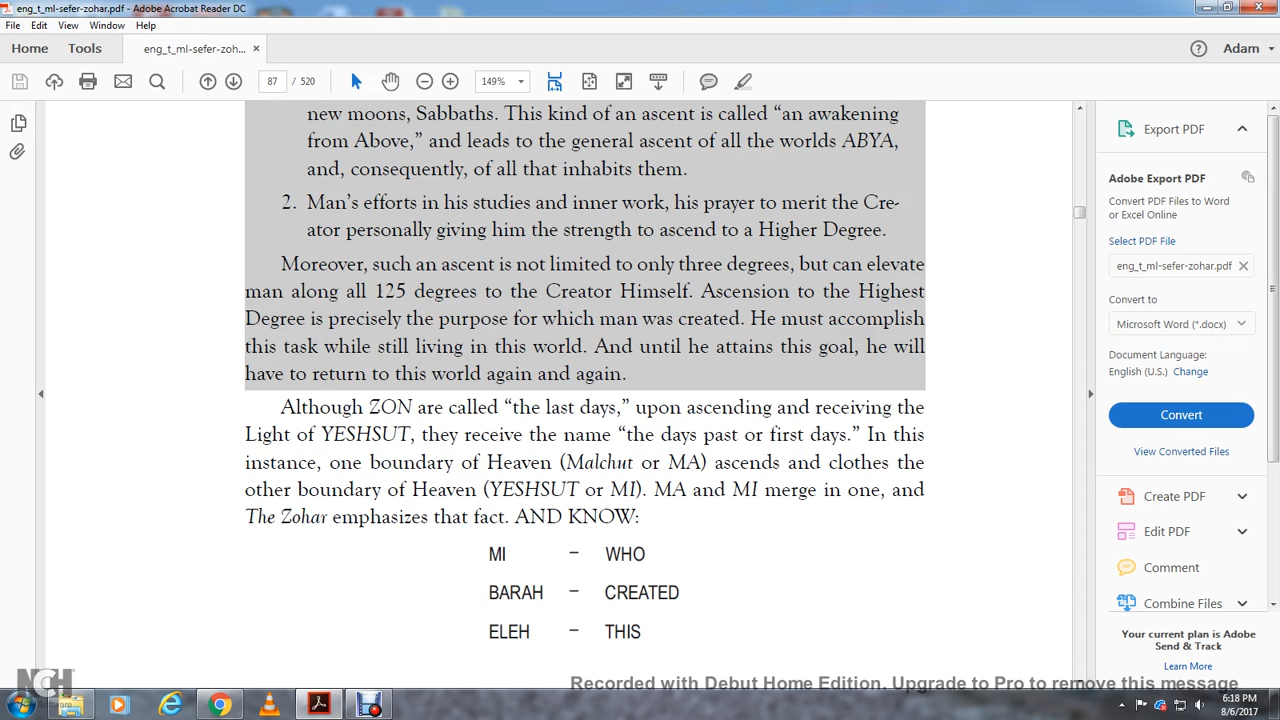 eng_t_ml-sefer-zohar.pdf - Adobe Acrobat Reader DC
File Edit View Window Help
Home Tools eng_t_ml-sefer-zoh... × Adam
87 / 520 149%
new moons, Sabbaths. This kind of an ascent is called “an awakening
from Above,” and leads to the general ascent of all the worlds ABYA,
and, consequently, of all that inhabits them.
2. Man’s efforts in his studies and inner work, his prayer to merit the Cre-
ator personally giving him the strength to ascend to a Higher Degree.
Moreover, such an ascent is not limited to only three degrees, but can elevate
man along all 125 degrees to the Creator Himself. Ascension to the Highest
Degree is precisely the purpose for which man was created. He must accomplish
this task while still living in this world. And until he attains this goal, he will
have to return to this world again and again.
Although ZON are called “the last days,” upon ascending and receiving the
Light of YESHSUT, they receive the name “the days past or first days.” In this
instance, one boundary of Heaven (Malchut or MA) ascends and clothes the
other boundary of Heaven (YESHSUT or MI). MA and MI merge in one, and
The Zohar emphasizes that fact. AND KNOW:
MI – WHO
BARAH – CREATED
ELEH – THIS
Export PDF
Adobe Export PDF
Convert PDF Files to Word
or Excel Online
Select PDF File
eng_t_ml-sefer-zohar.pdf ×
Convert to
Microsoft Word (*.docx)
Document Language:
English (U.S.) Change
Convert
View Converted Files
Create PDF
Edit PDF
Comment
Combine Files
Your current plan is Adobe
Send & Track
Learn More
NCH
Software
Recorded with Debut Home Edition. Upgrade to Pro to remove this message
6:18 PM
8/6/2017